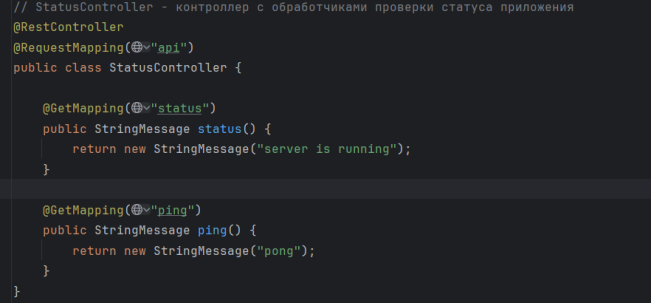 // StatusController - контроллер с обработчиками проверки статуса приложения
@RestController
@RequestMapping("api")
public class StatusController {
@GetMapping("status")
public StringMessage status() {
return new StringMessage("server is running");
}
@GetMapping("ping")
public StringMessage ping() {
return new StringMessage("pong");
}
}